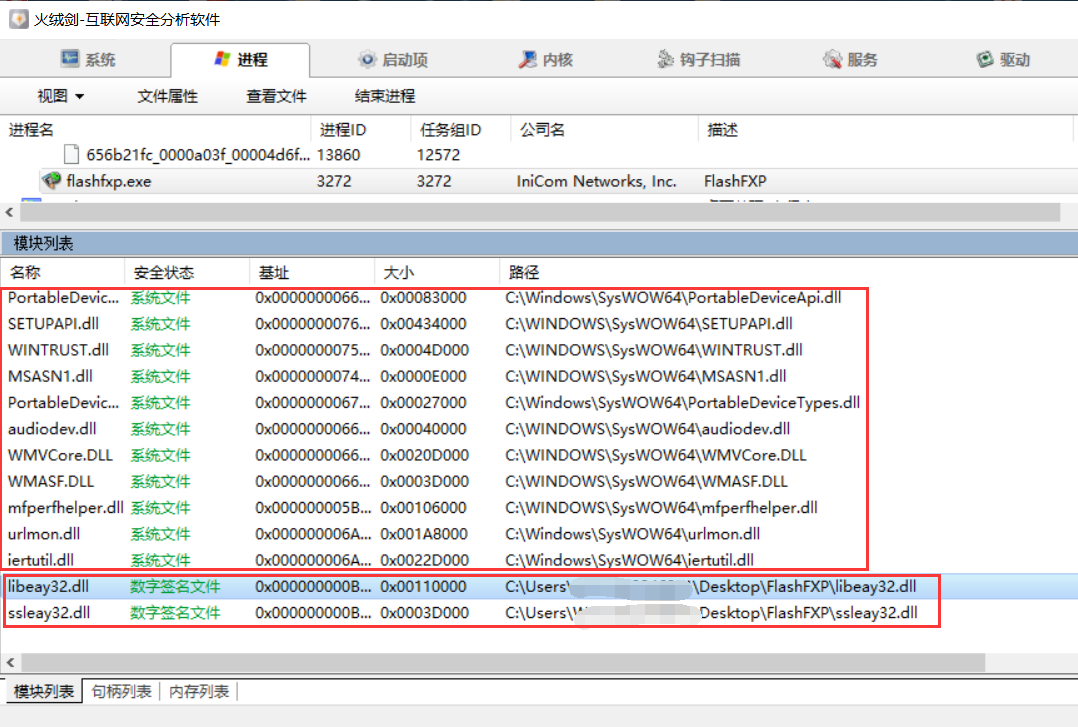 火绒剑-互联网安全分析软件
系统 进程 启动项 内核 钩子扫描 服务 驱动
视图 文件属性 查看文件 结束进程
进程名 进程ID 任务组ID 公司名 描述
656b21fc_0000a03f_00004d6f... 13860 12572
flashfxp.exe 3272 3272 IniCom Networks, Inc. FlashFXP
模块列表
名称 安全状态 基址 大小 路径
PortableDevic... 系统文件 0x0000000066... 0x00083000 C:\Windows\SysWOW64\PortableDeviceApi.dll
SETUPAPI.dll 系统文件 0x0000000076... 0x00434000 C:\WINDOWS\SysWOW64\SETUPAPI.dll
WINTRUST.dll 系统文件 0x0000000075... 0x0004D000 C:\WINDOWS\SysWOW64\WINTRUST.dll
MSASN1.dll 系统文件 0x0000000074... 0x0000E000 C:\WINDOWS\SysWOW64\MSASN1.dll
PortableDevic... 系统文件 0x0000000067... 0x00027000 C:\Windows\SysWOW64\PortableDeviceTypes.dll
audiodev.dll 系统文件 0x0000000066... 0x00040000 C:\Windows\SysWOW64\audiodev.dll
WMVCore.DLL 系统文件 0x0000000066... 0x0020D000 C:\Windows\SysWOW64\WMVCore.DLL
WMASF.DLL 系统文件 0x0000000066... 0x0003D000 C:\Windows\SysWOW64\WMASF.DLL
mfperfhelper.dll 系统文件 0x000000005B... 0x00106000 C:\Windows\SysWOW64\mfperfhelper.dll
urlmon.dll 系统文件 0x000000006A... 0x001A8000 C:\Windows\SysWOW64\urlmon.dll
iertutil.dll 系统文件 0x000000006A... 0x0022D000 C:\Windows\SysWOW64\iertutil.dll
libeay32.dll 数字签名文件 0x000000000B... 0x00110000 C:\Users\ \Desktop\FlashFXP\libeay32.dll
ssleay32.dll 数字签名文件 0x000000000B... 0x0003D000 C:\Users\ Desktop\FlashFXP\ssleay32.dll
模块列表 句柄列表 内存列表